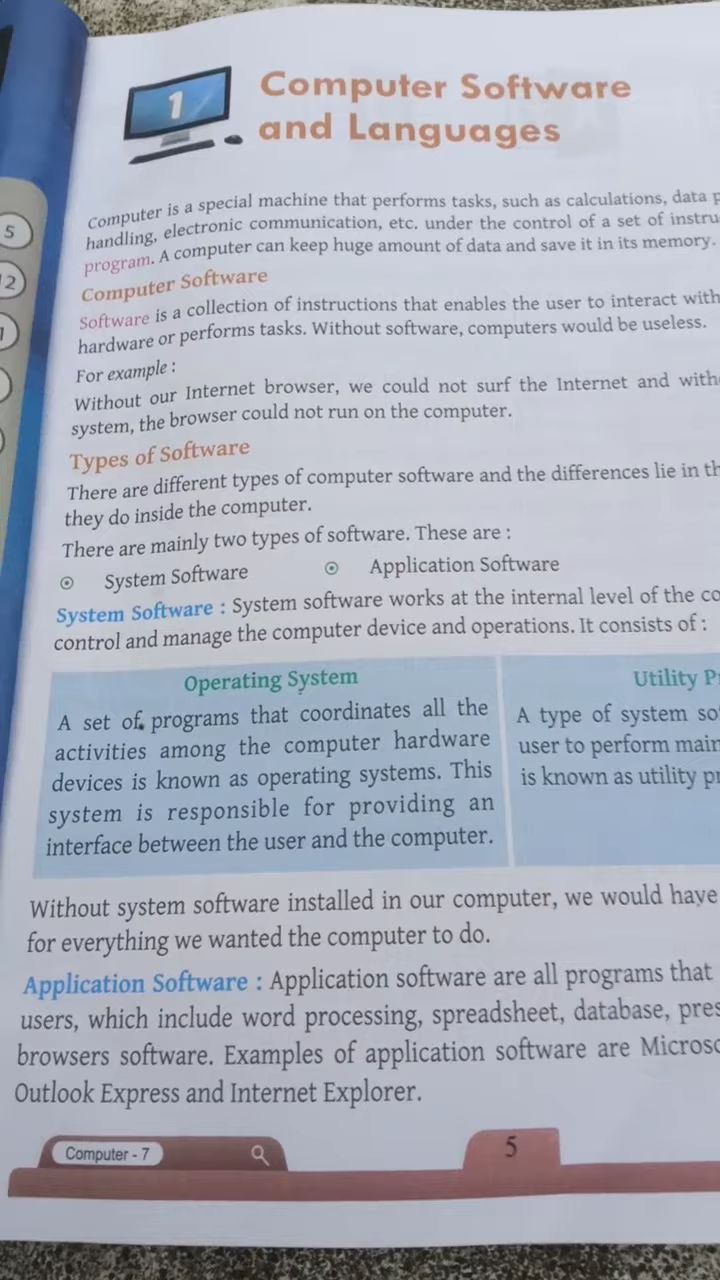 1
Computer Software
and Languages
5
12
1
Computer is a special machine that performs tasks, such as calculations, data
handling, electronic communication, etc. under the control of a set of
program. A computer can keep huge amount of data and save it in its memory.
Computer Software
Software is a collection of instructions that enables the user to interact with
hardware or performs tasks. Without software, computers would be useless.
For example :
Without our Internet browser, we could not surf the Internet and
system, the browser could not run on the computer.
Types of Software
There are different types of computer software and the differences lie in
they do inside the computer.
There are mainly two types of software. These are :
System Software
Application Software
System Software : System software works at the internal level of the
control and manage the computer device and operations. It consists of :
Operating System
A set of programs that coordinates all the
activities among the computer hardware
devices is known as operating systems. This
system is responsible for providing an
interface between the user and the computer.
Utility
A type of system
user to perform
is known as utility
Without system software installed in our computer, we would have
for everything we wanted the computer to do.
Application Software : Application software are all programs that
users, which include word processing, spreadsheet, database,
browsers software. Examples of application software are
Outlook Express and Internet Explorer.
Computer - 7
5